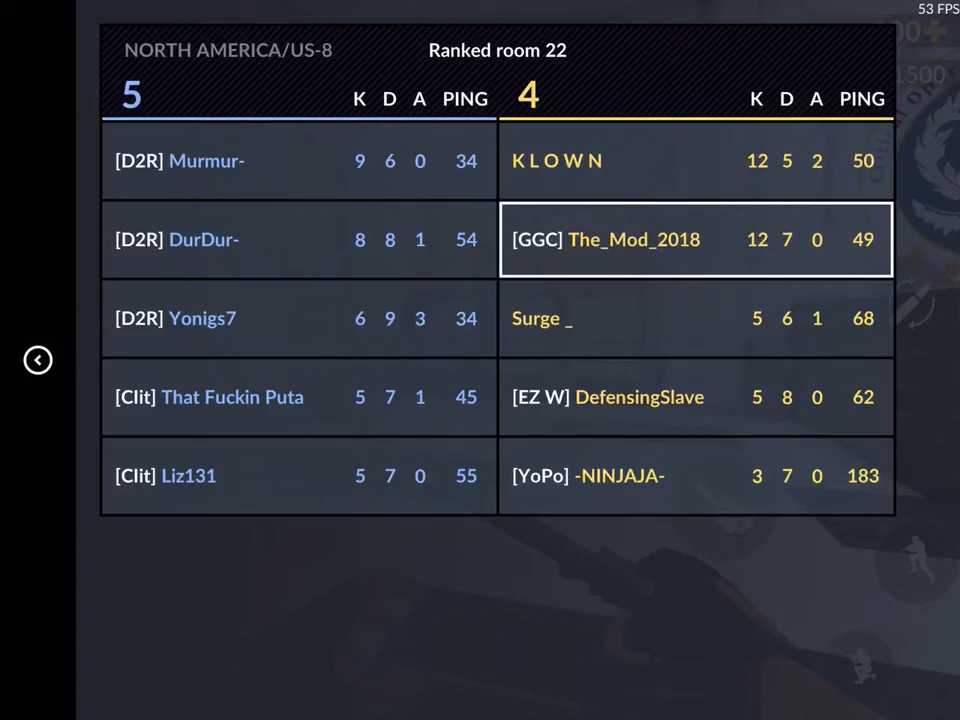 53 FPS
NORTH AMERICA/US-8 Ranked room 22
5 K D A PING 4 K D A PING
[D2R] Murmur- 9 6 0 34 K L O W N 12 5 2 50
[D2R] DurDur- 8 8 1 54 [GGC] The_Mod_2018 12 7 0 49
[D2R] Yonigs7 6 9 3 34 Surge _ 5 6 1 68
[CIit] That Fuckin Puta 5 7 1 45 [EZ W] DefensingSlave 5 8 0 62
[CIit] Liz131 5 7 0 55 [YoPo] -NINJAJA- 3 7 0 183